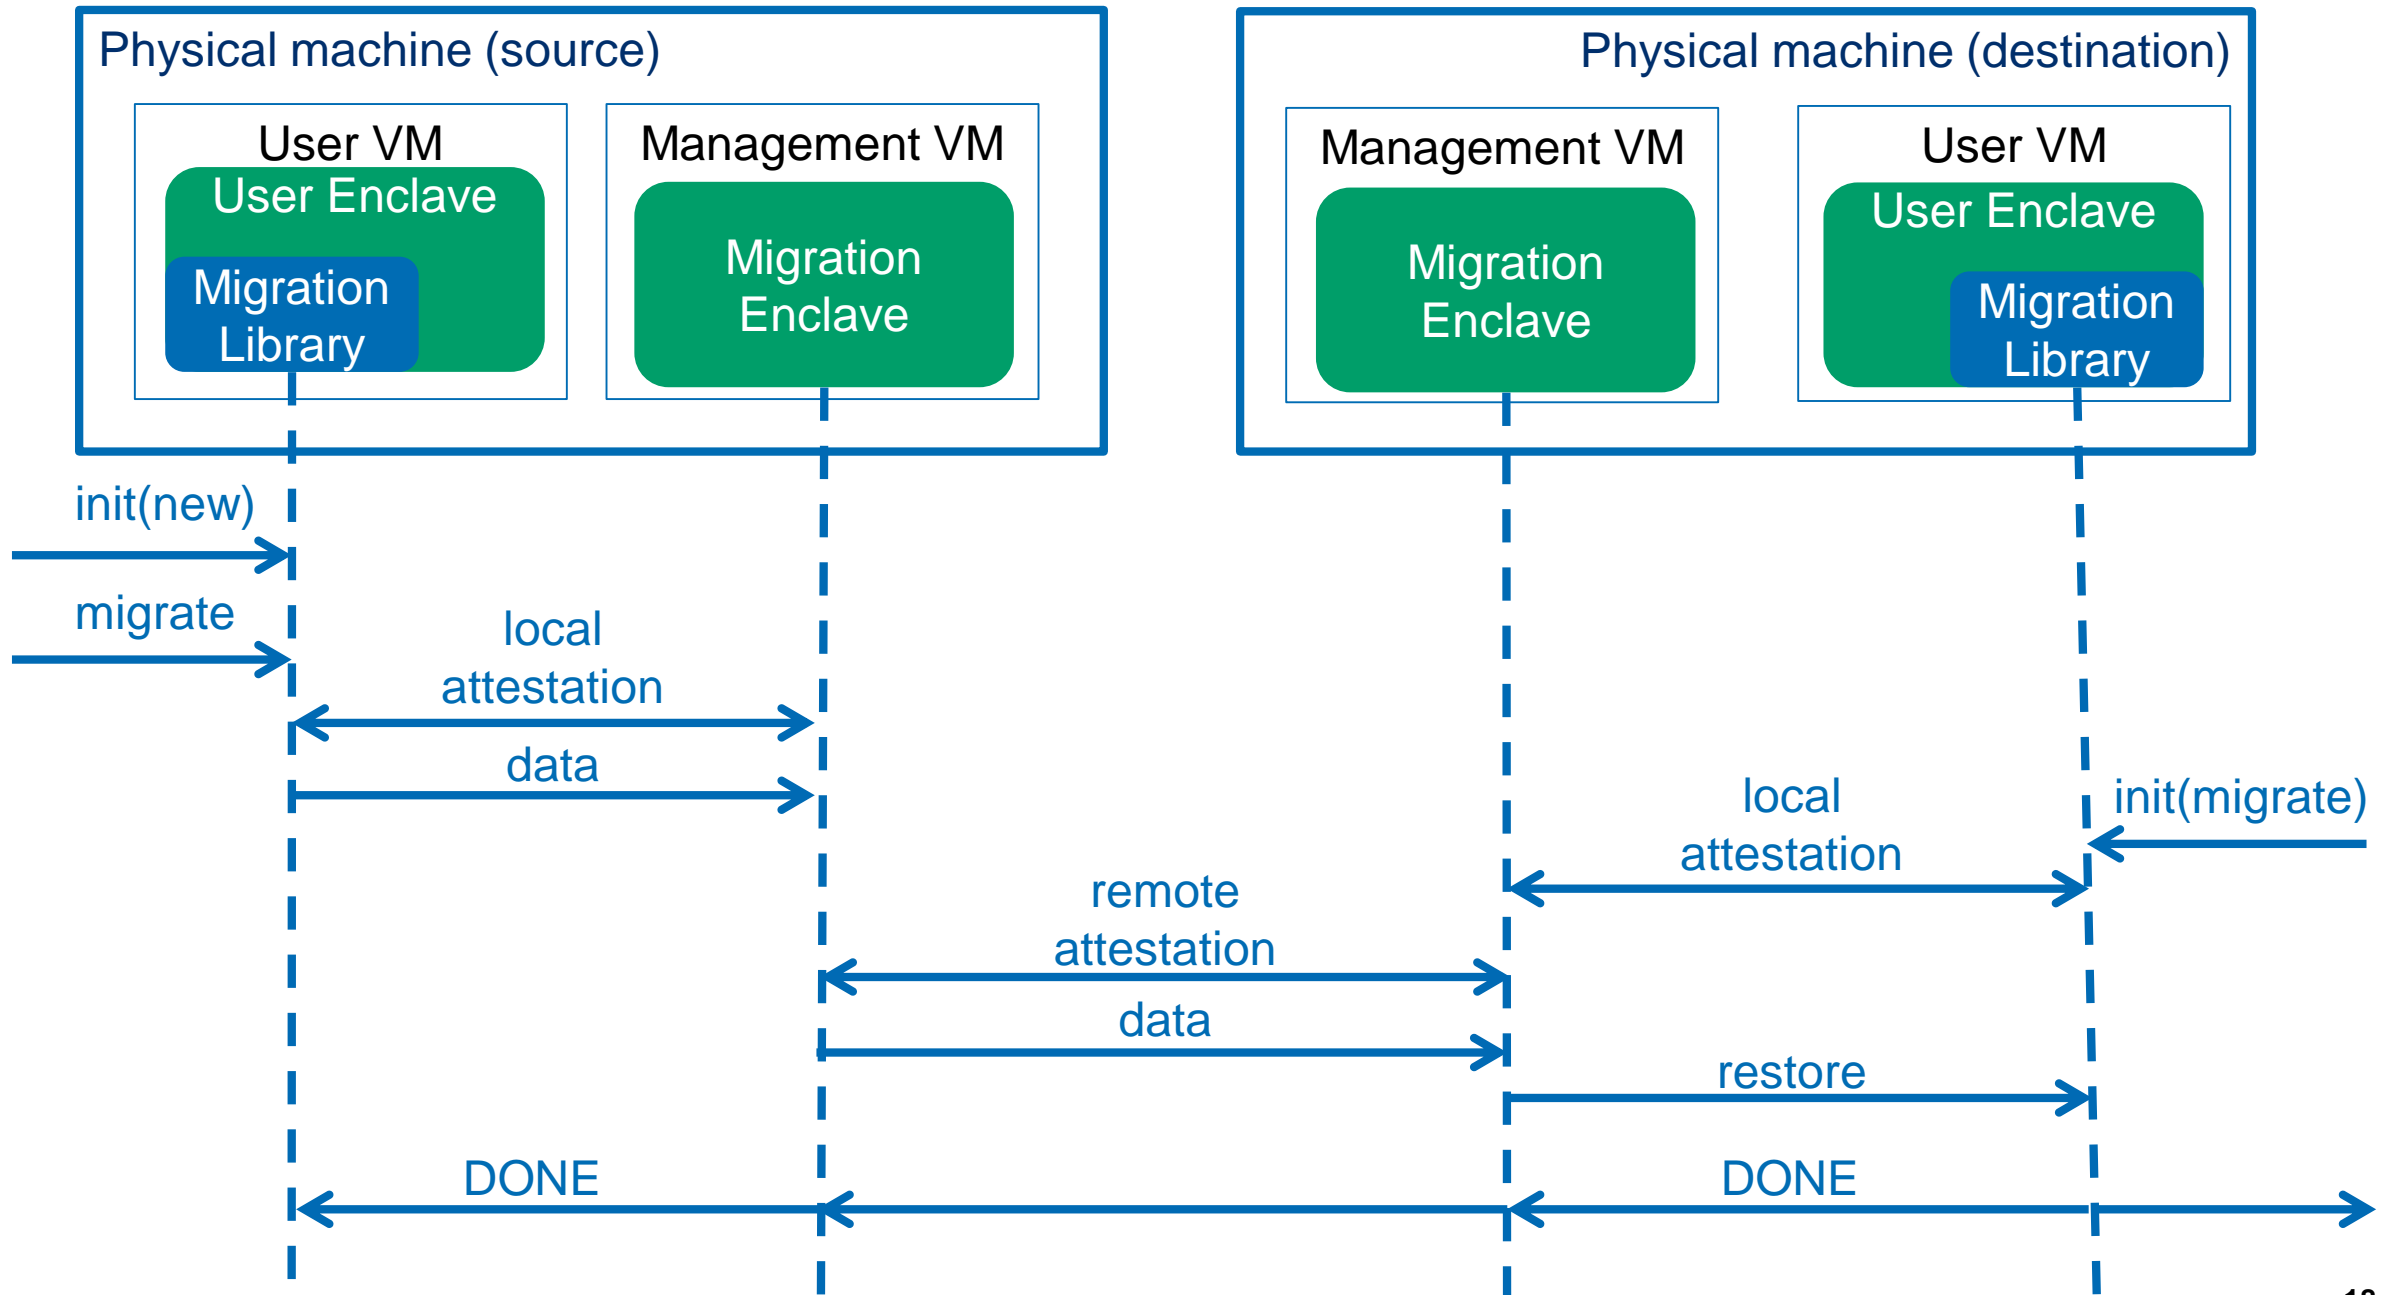 Physical machine (source)
Physical machine (destination)
User VM
Management VM
Management VM
User VM
User Enclave
Migration
Library
Migration
Enclave
Migration
Enclave
User Enclave
Migration
Library
init(new)
migrate
local
attestation
data
local
attestation
init(migrate)
remote
attestation
data
restore
DONE
DONE